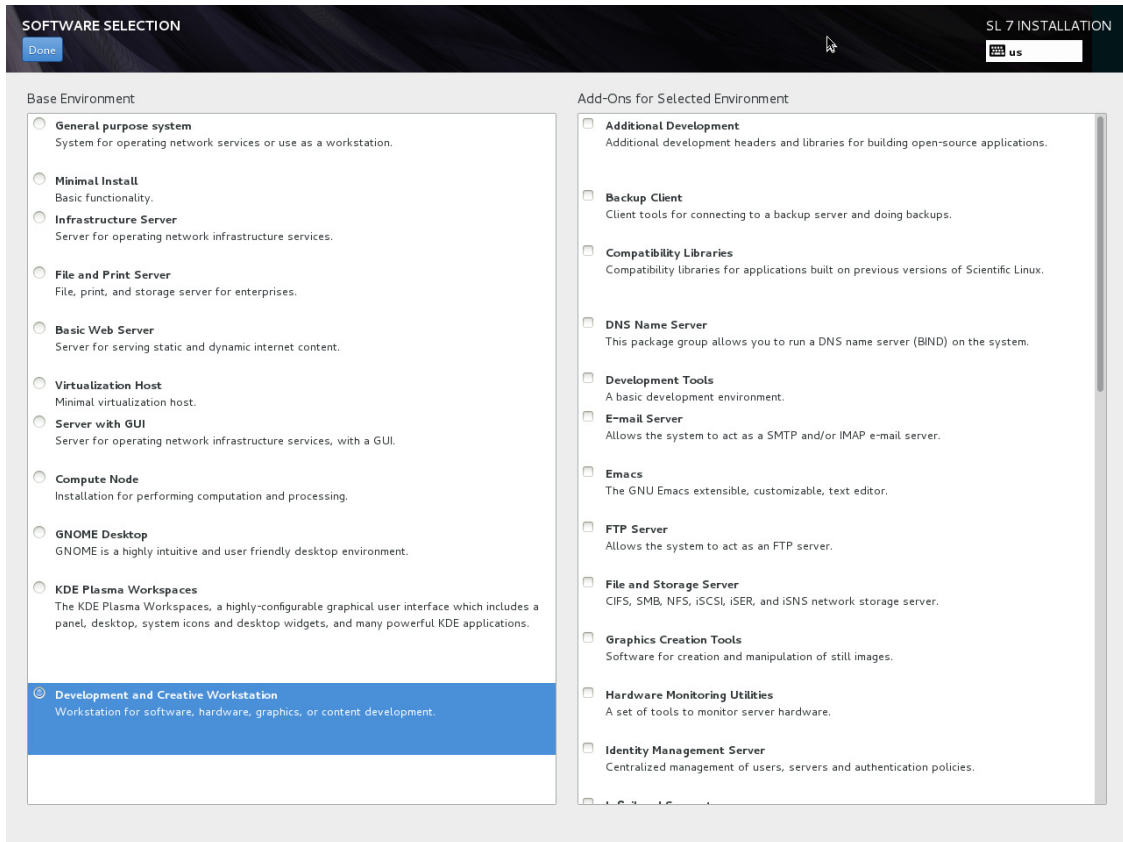 SOFTWARE SELECTION
Done
SL 7 INSTALLATION
us
Base Environment
General purpose system
System for operating network services or use as a workstation.
Minimal Install
Basic functionality.
Infrastructure Server
Server for operating network infrastructure services.
File and Print Server
File, print, and storage server for enterprises.
Basic Web Server
Server for serving static and dynamic internet content.
Virtualization Host
Minimal virtualization host.
Server with GUI
Server for operating network infrastructure services, with a GUI.
Compute Node
Installation for performing computation and processing.
GNOME Desktop
GNOME is a highly intuitive and user friendly desktop environment.
KDE Plasma Workspaces
The KDE Plasma Workspaces, a highly-configurable graphical user interface which includes a
panel, desktop, system icons and desktop widgets, and many powerful KDE applications.
Development and Creative Workstation
Workstation for software, hardware, graphics, or content development.
Add-Ons for Selected Environment
Additional Development
Additional development headers and libraries for building open-source applications.
Backup Client
Client tools for connecting to a backup server and doing backups.
Compatibility Libraries
Compatibility libraries for applications built on previous versions of Scientific Linux.
DNS Name Server
This package group allows you to run a DNS name server (BIND) on the system.
Development Tools
A basic development environment.
E-mail Server
Allows the system to act as a SMTP and/or IMAP e-mail server.
Emacs
The GNU Emacs extensible, customizable, text editor.
FTP Server
Allows the system to act as an FTP server.
File and Storage Server
CIFS, SMB, NFS, iSCSI, iSER, and iSNS network storage server.
Graphics Creation Tools
Software for creation and manipulation of still images.
Hardware Monitoring Utilities
A set of tools to monitor server hardware.
Identity Management Server
Centralized management of users, servers and authentication policies.